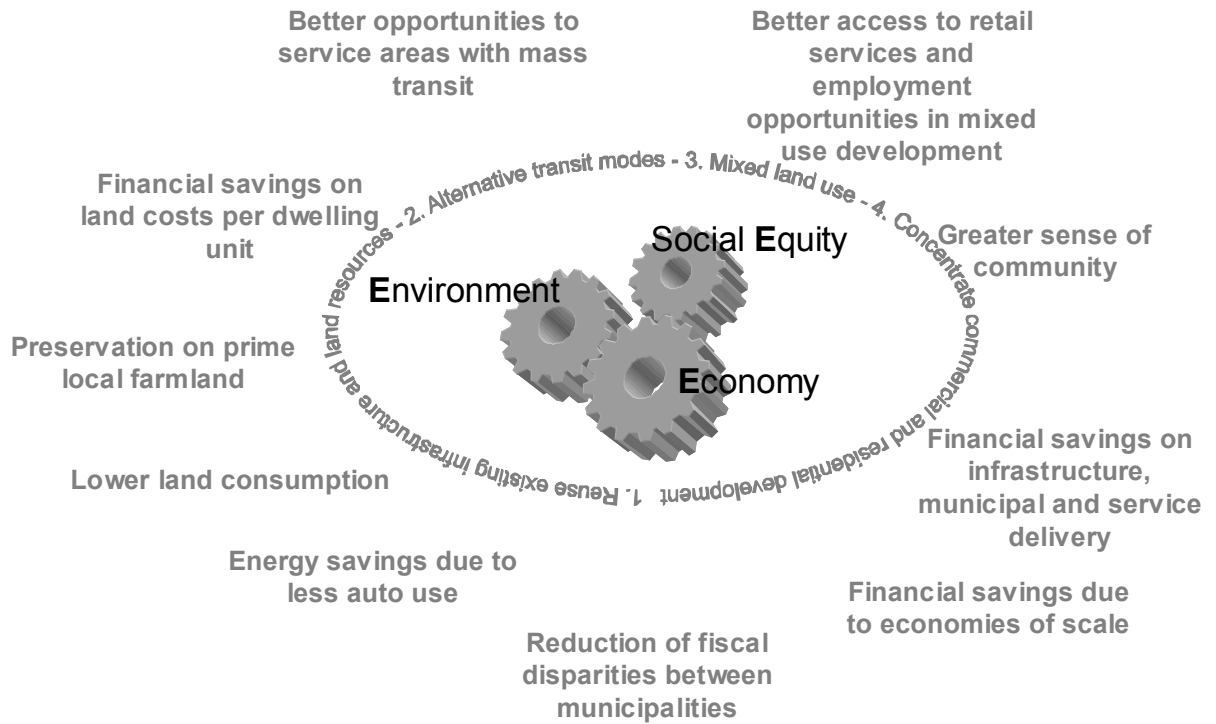 Better opportunities to
service areas with mass
transit
Better access to retail
services and
employment
opportunities in mixed
use development
Financial savings on
land costs per dwelling
unit
1. Reuse existing infrastructure and land resources - 2. Alternative transit modes - 3. Mixed land use - 4. Concentrate commercial and residential development
Social Equity
Greater sense of
community
Environment
Preservation on prime
local farmland
Economy
Financial savings on
infrastructure,
municipal and service
delivery
Lower land consumption
Energy savings due to
less auto use
Financial savings due
to economies of scale
Reduction of fiscal
disparities between
municipalities